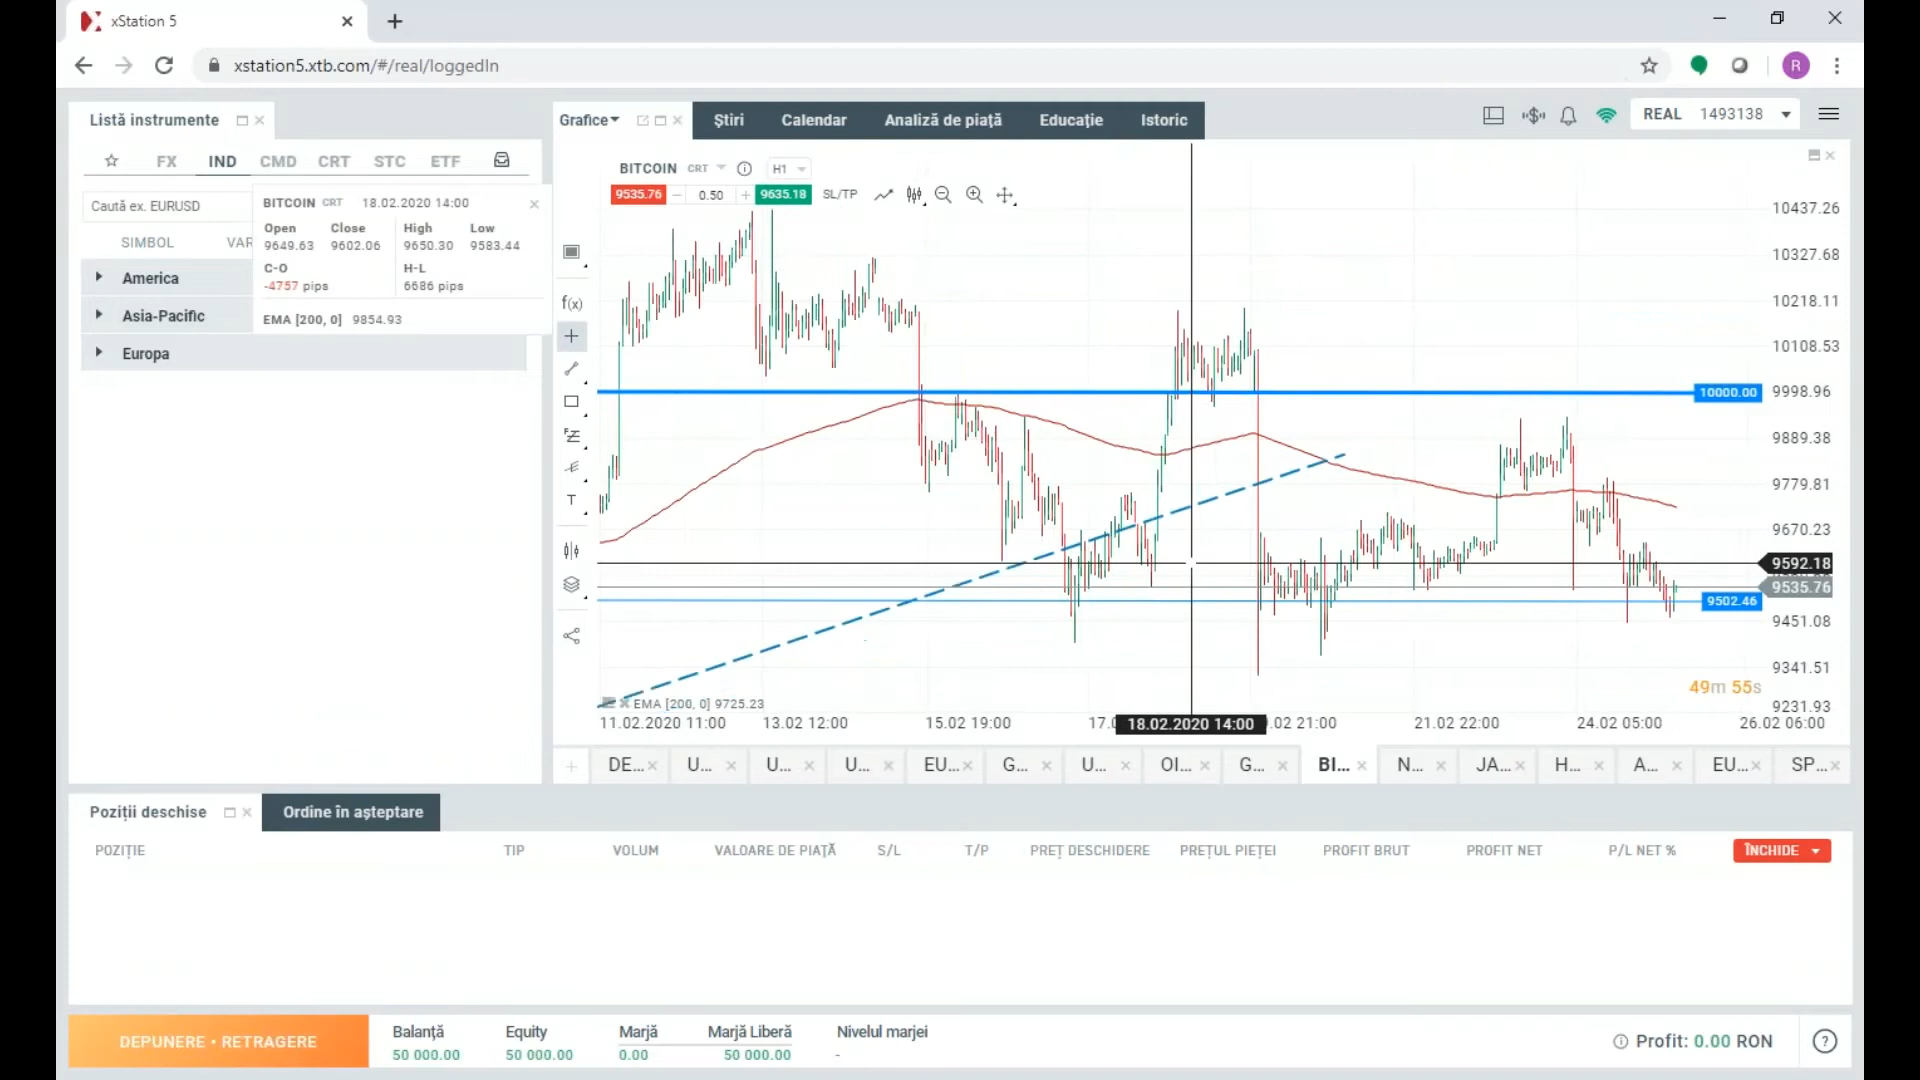 xStation 5
xstation5.xtb.com/#/real/loggedIn
R
Listă instrumente
Grafice
Știri
Calendar
Analiză de piață
Educație
Istoric
REAL 1493138
FX IND CMD CRT STC ETF
Caută ex. EURUSD
SIMBOL VAR
America
Asia-Pacific
Europa
BITCOIN CRT 18.02.2020 14:00
Open Close High Low
9649.63 9602.06 9650.30 9583.44
C-O H-L
-4757 pips 6686 pips
EMA [200, 0] 9854.93
BITCOIN CRT H1
9535.76 0.50 9635.18 SL/TP
f(x)
T
10437.26
10327.68
10218.11
10108.53
10000.00 9998.96
9889.38
9779.81
9670.23
9592.18
9535.76
9502.46
9451.08
9341.51
49m 55s
9231.93
EMA [200, 0] 9725.23
11.02.2020 11:00 13.02 12:00 15.02 19:00 17.0 18.02.2020 14:00 .02 21:00 21.02 22:00 24.02 05:00 26.02 06:00
DE... U... U... U... EU... G... U... OI... G... BI... N... JA... H... A... EU... SP...
Poziții deschise
Ordine în așteptare
POZIȚIE TIP VOLUM VALOARE DE PIAȚĂ S/L T/P PREȚ DESCHIDERE PREȚUL PIEȚEI PROFIT BRUT PROFIT NET P/L NET % ÎNCHIDE
DEPUNERE • RETRAGERE
Balanță Equity Marjă Marjă Liberă Nivelul marjei
50 000.00 50 000.00 0.00 50 000.00 -
Profit: 0.00 RON
?